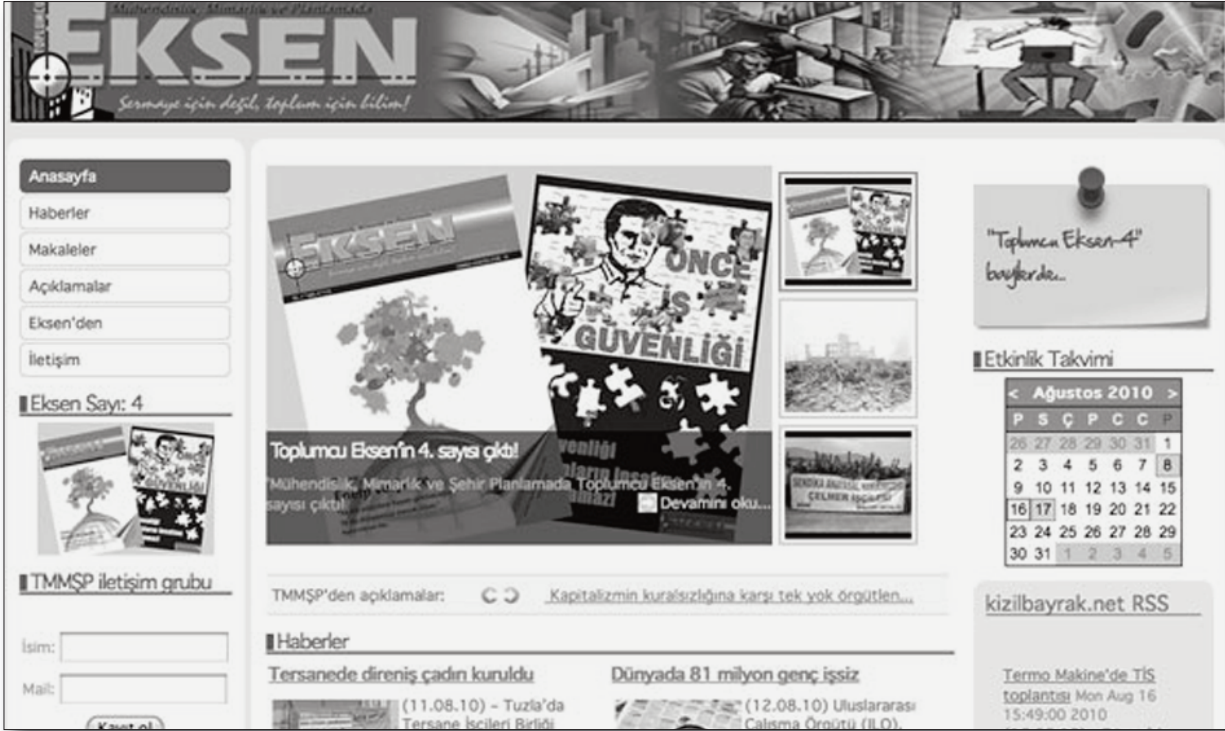 Mühendislik, Mimarlık ve Planlamada
EKSEN
Sermaye için değil, toplum için bilim!
Anasayfa
Haberler
Makaleler
Açıklamalar
Eksen'den
İletişim
Eksen Sayı: 4
GÜVENLİĞİ
TMMŞP iletişim grubu
İsim:
Mail:
Kayıt ol
EKSEN
ÖNCE
İŞ
GÜVENLİĞİ
Toplumcu Eksen'in 4. sayısı çıktı!
'Mühendislik, Mimarlık ve Şehir Planlamada Toplumcu Eksen'in 4.
sayısı çıktı!
Devamını oku...
TMMŞP'den açıklamalar:
Kapitalizmin kuralsızlığına karşı tek yok örgütlen...
Haberler
Tersanede direniş çadırı kuruldu
(11.08.10) - Tuzla'da
Tersane İşçileri Birliği
Dünyada 81 milyon genç işsiz
(12.08.10) Uluslararası
Çalışma Örgütü (ILO),
"Toplumcu Eksen-4"
bayilerde...
Etkinlik Takvimi
< Ağustos 2010 >
P S Ç P C C P
26 27 28 29 30 31 1
2 3 4 5 6 7 8
9 10 11 12 13 14 15
16 17 18 19 20 21 22
23 24 25 26 27 28 29
30 31 1 2 3 4 5
kizilbayrak.net RSS
Termo Makine'de TİS
toplantısı Mon Aug 16
15:49:00 2010